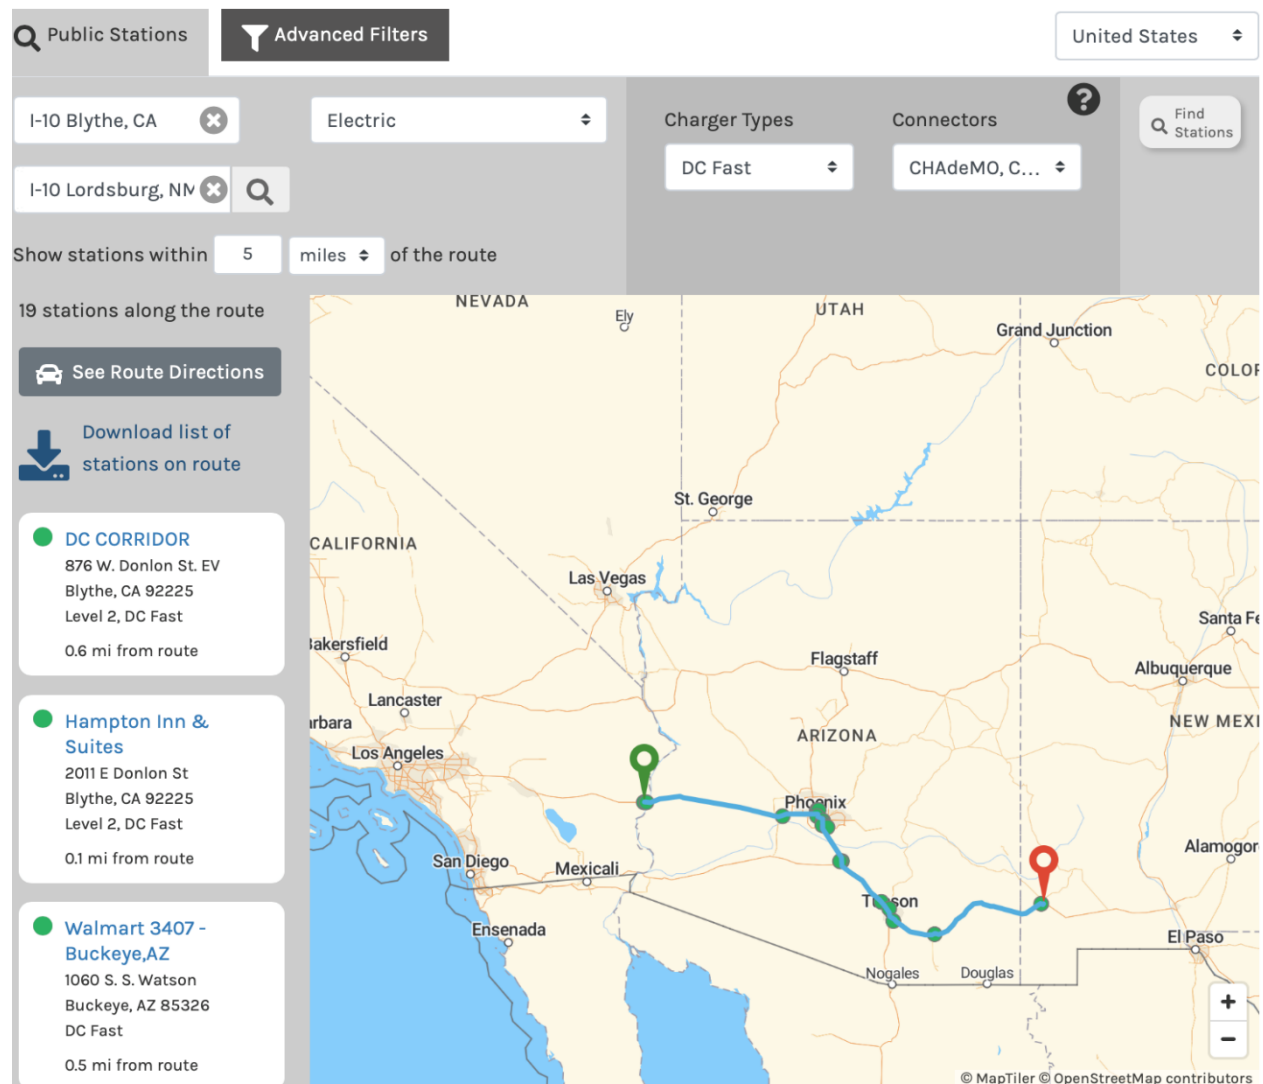 Public Stations
Advanced Filters
United States
I-10 Blythe, CA
Electric
Charger Types
Connectors
?
Find
Stations
DC Fast
CHAdeMO, C...
I-10 Lordsburg, NM
Show stations within 5 miles of the route
19 stations along the route
See Route Directions
Download list of
stations on route
DC CORRIDOR
876 W. Donlon St. EV
Blythe, CA 92225
Level 2, DC Fast
0.6 mi from route
Hampton Inn &
Suites
2011 E Donlon St
Blythe, CA 92225
Level 2, DC Fast
0.1 mi from route
Walmart 3407 -
Buckeye,AZ
1060 S. S. Watson
Buckeye, AZ 85326
DC Fast
0.5 mi from route
NEVADA
Ely
UTAH
Grand Junction
COLOR
St. George
CALIFORNIA
Las Vegas
Santa Fe
Bakersfield
Flagstaff
Albuquerque
Lancaster
arbara
NEW MEXI
Los Angeles
ARIZONA
Phoenix
San Diego
Mexicali
Alamogor
Tucson
Ensenada
El Paso
Nogales
Douglas
+
−
© MapTiler © OpenStreetMap contributors